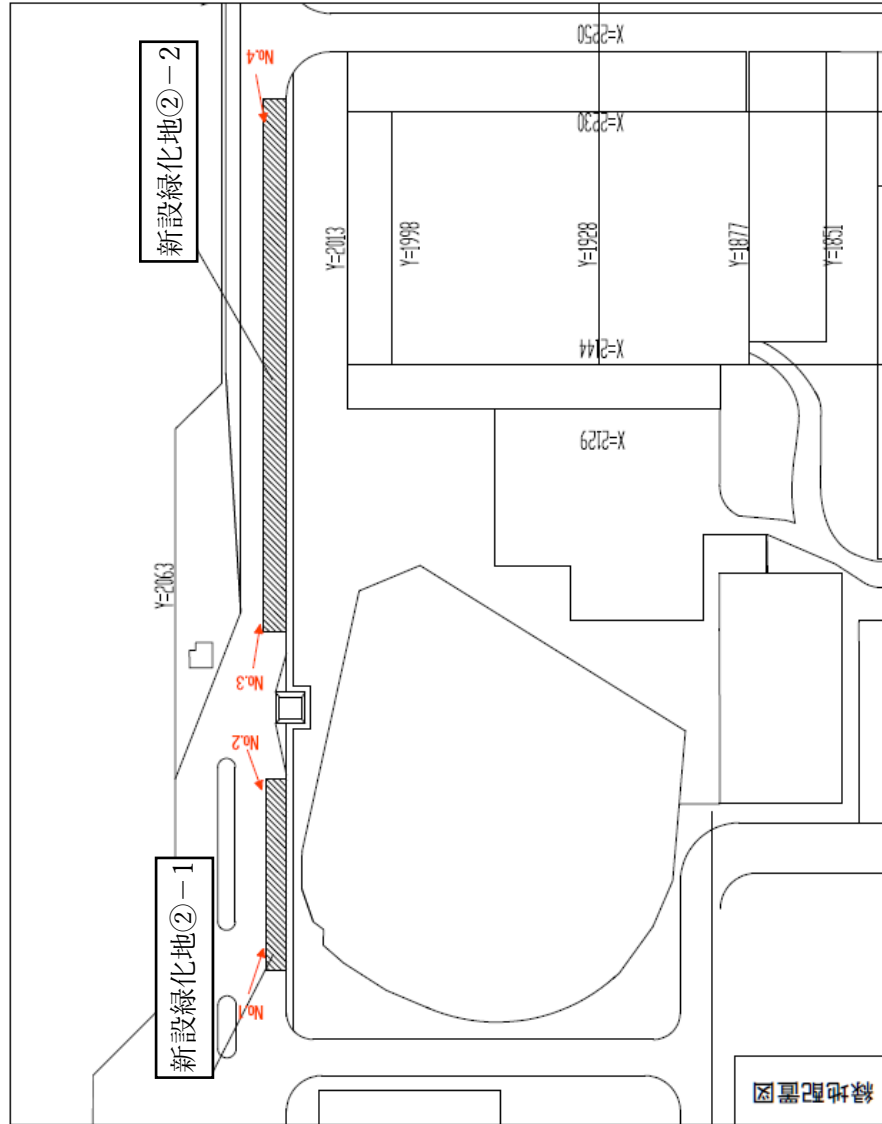 新設緑化地②-2
新設緑化地②-1
No.4
No.3
No.2
No.1
X=2250
X=2230
Y=2013
Y=1998
Y=1928
Y=1877
Y=1851
X=2144
X=2129
Y=2063
緑地配置図